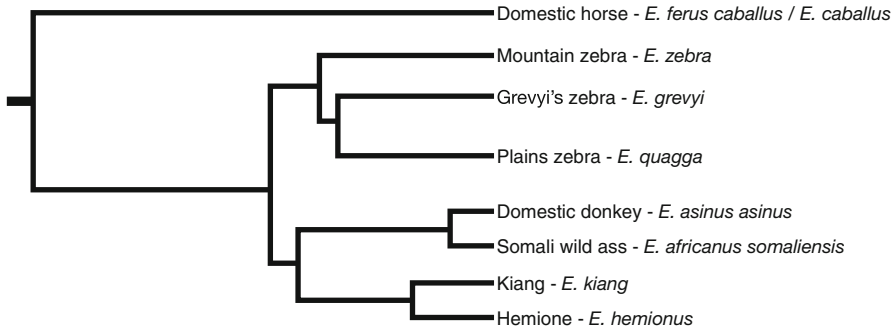 Domestic horse - E. ferus caballus / E. caballus
Mountain zebra - E. zebra
Grevyi's zebra - E. grevyi
Plains zebra - E. quagga
Domestic donkey - E. asinus asinus
Somali wild ass - E. africanus somaliensis
Kiang - E. kiang
Hemione - E. hemionus